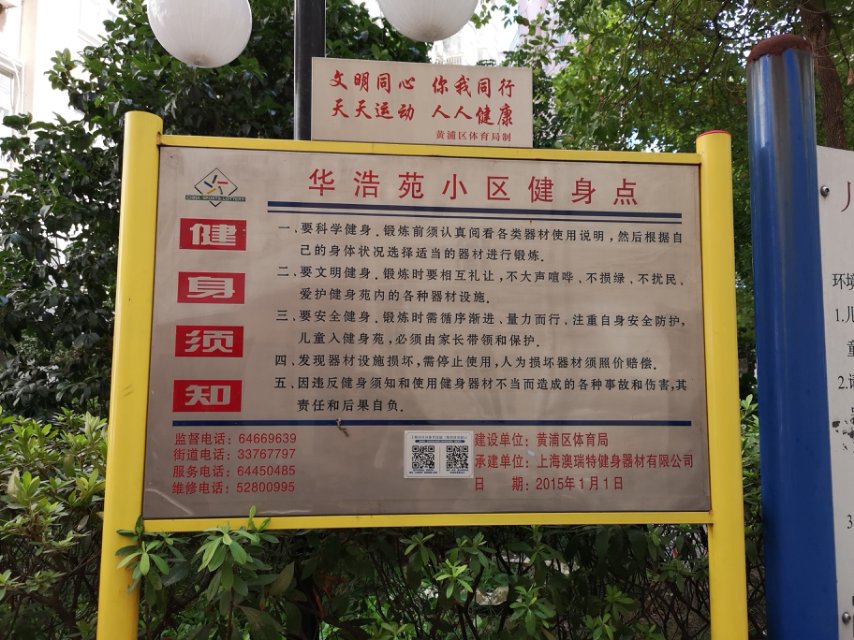 文明同心 你我同行
天天运动 人人健康
黄浦区体育局制
CHINA SPORTS LOTTERY
华浩苑小区健身点
健
身
须
知
一、要科学健身．锻炼前须认真阅看各类器材使用说明，然后根据自
己的身体状况选择适当的器材进行锻炼．
二、要文明健身．锻炼时要相互礼让，不大声喧哗、不损绿、不扰民、
爱护健身苑内的各种器材设施．
三、要安全健身．锻炼时需循序渐进、量力而行、注重自身安全防护，
儿童入健身苑，必须由家长带领和保护．
四、发现器材设施损坏，需停止使用，人为损坏器材须照价赔偿．
五、因违反健身须知和使用健身器材不当而造成的各种事故和伤害，其
责任和后果自负．
监督电话：64669639
街道电话：33767797
服务电话：64450485
维修电话：52800995
建设单位：黄浦区体育局
承建单位：上海澳瑞特健身器材有限公司
日 期：2015年1月1日
儿
环境
1.儿
童
2.
3.